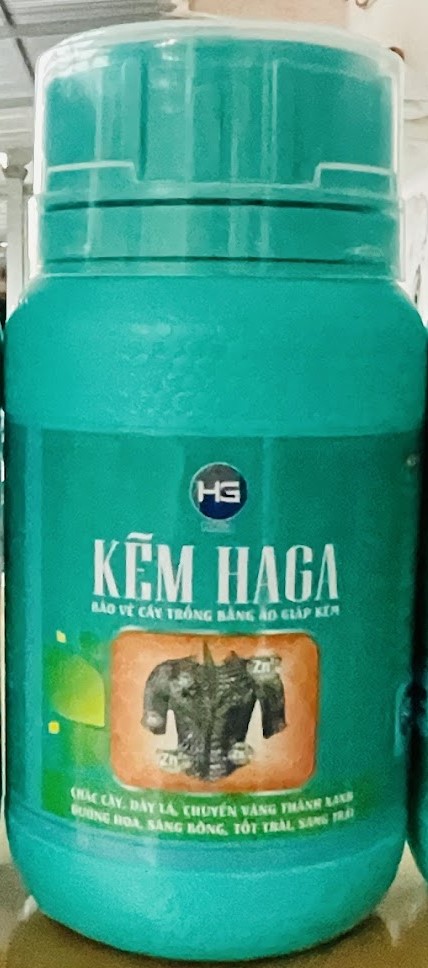 HG
KẼM HAGA
BẢO VỆ CÂY TRỒNG BẰNG ÁO GIÁP KẼM
Zn
Zn
CHẮC CÂY, DÀY LÁ, CHUYỂN VÀNG THÀNH XANH
DƯỠNG HOA, SÁNG BÔNG, TỐT TRÁI, SÁNG TRÁI